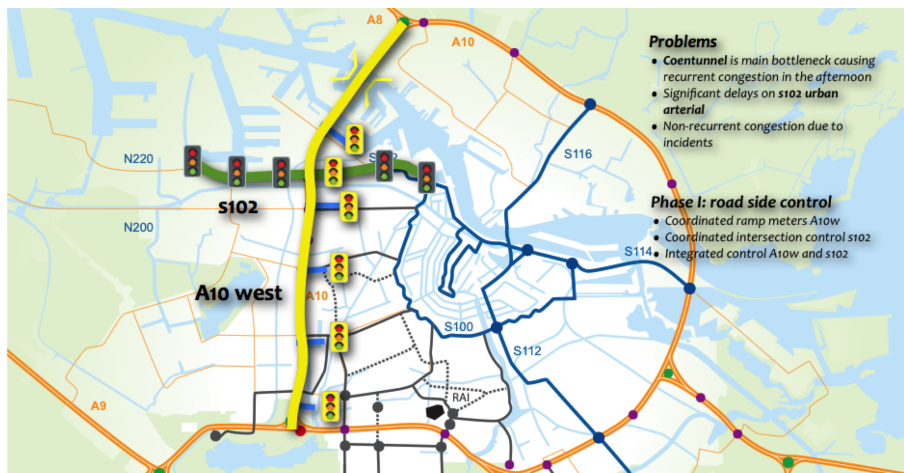 A8
A10
Problems
• Coentunnel is main bottleneck causing
recurrent congestion in the afternoon
• Significant delays on s102 urban
arterial
• Non-recurrent congestion due to
incidents
N220
S116
s102
N200
Phase I: road side control
• Coordinated ramp meters A10w
• Coordinated intersection control s102
• Integrated control A10w and s102
S114
A10 west
A10
S100
S112
RAI
A9